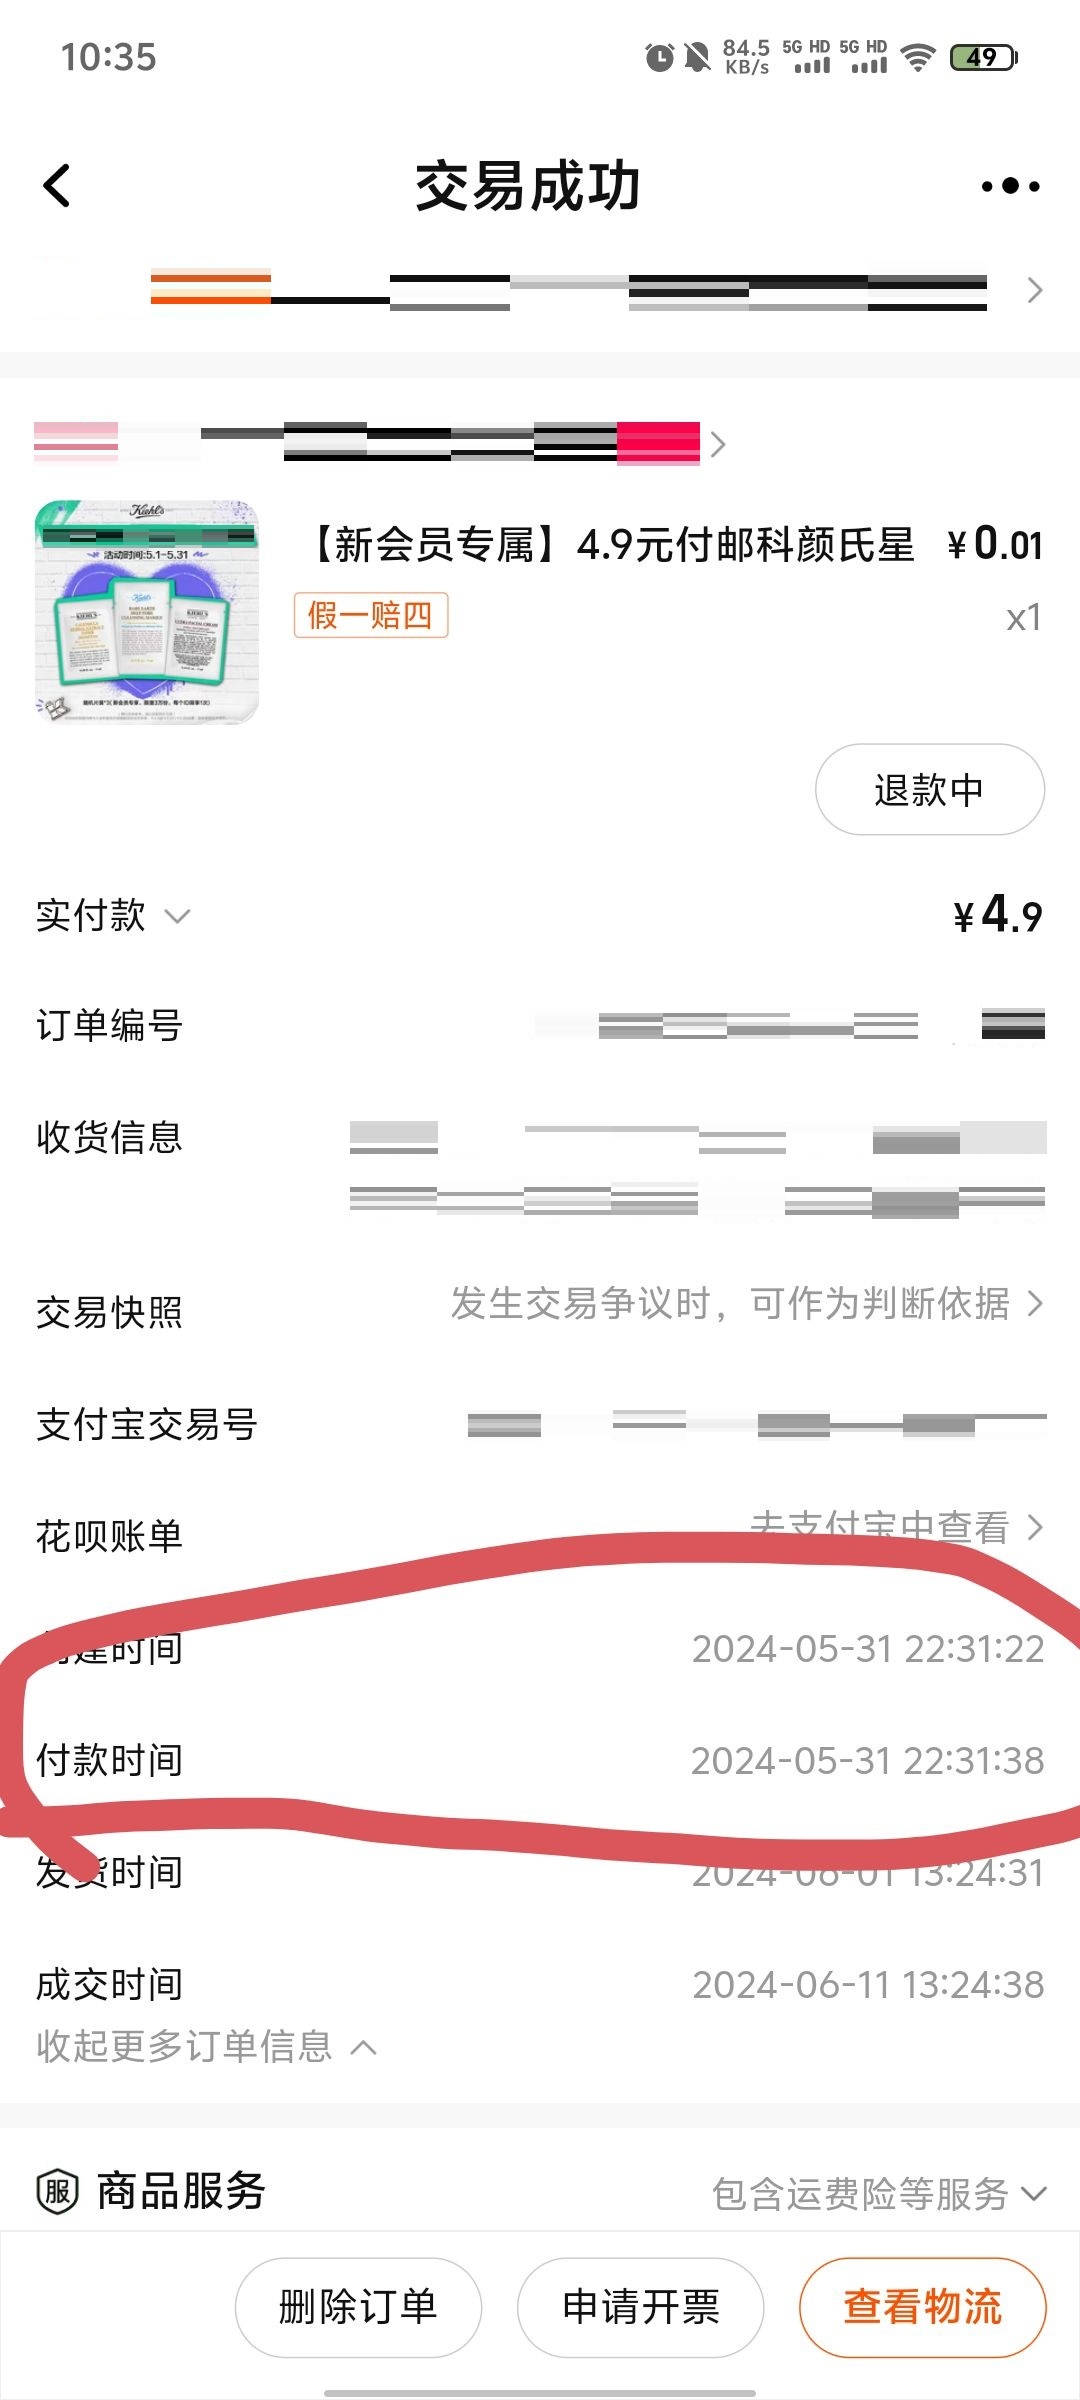 10:35
84.5 KB/s 5G HD 5G HD 49
交易成功
Kiehl's
活动时间:5.1-5.31
【新会员专属】4.9元付邮科颜氏星 ¥0.01
假一赔四 x1
退款中
实付款 ¥4.9
订单编号
收货信息
交易快照 发生交易争议时，可作为判断依据
支付宝交易号
花呗账单 去支付宝中查看
建时间 2024-05-31 22:31:22
付款时间 2024-05-31 22:31:38
发货时间 2024-06-01 13:24:31
成交时间 2024-06-11 13:24:38
收起更多订单信息
服 商品服务 包含运费险等服务
删除订单 申请开票 查看物流